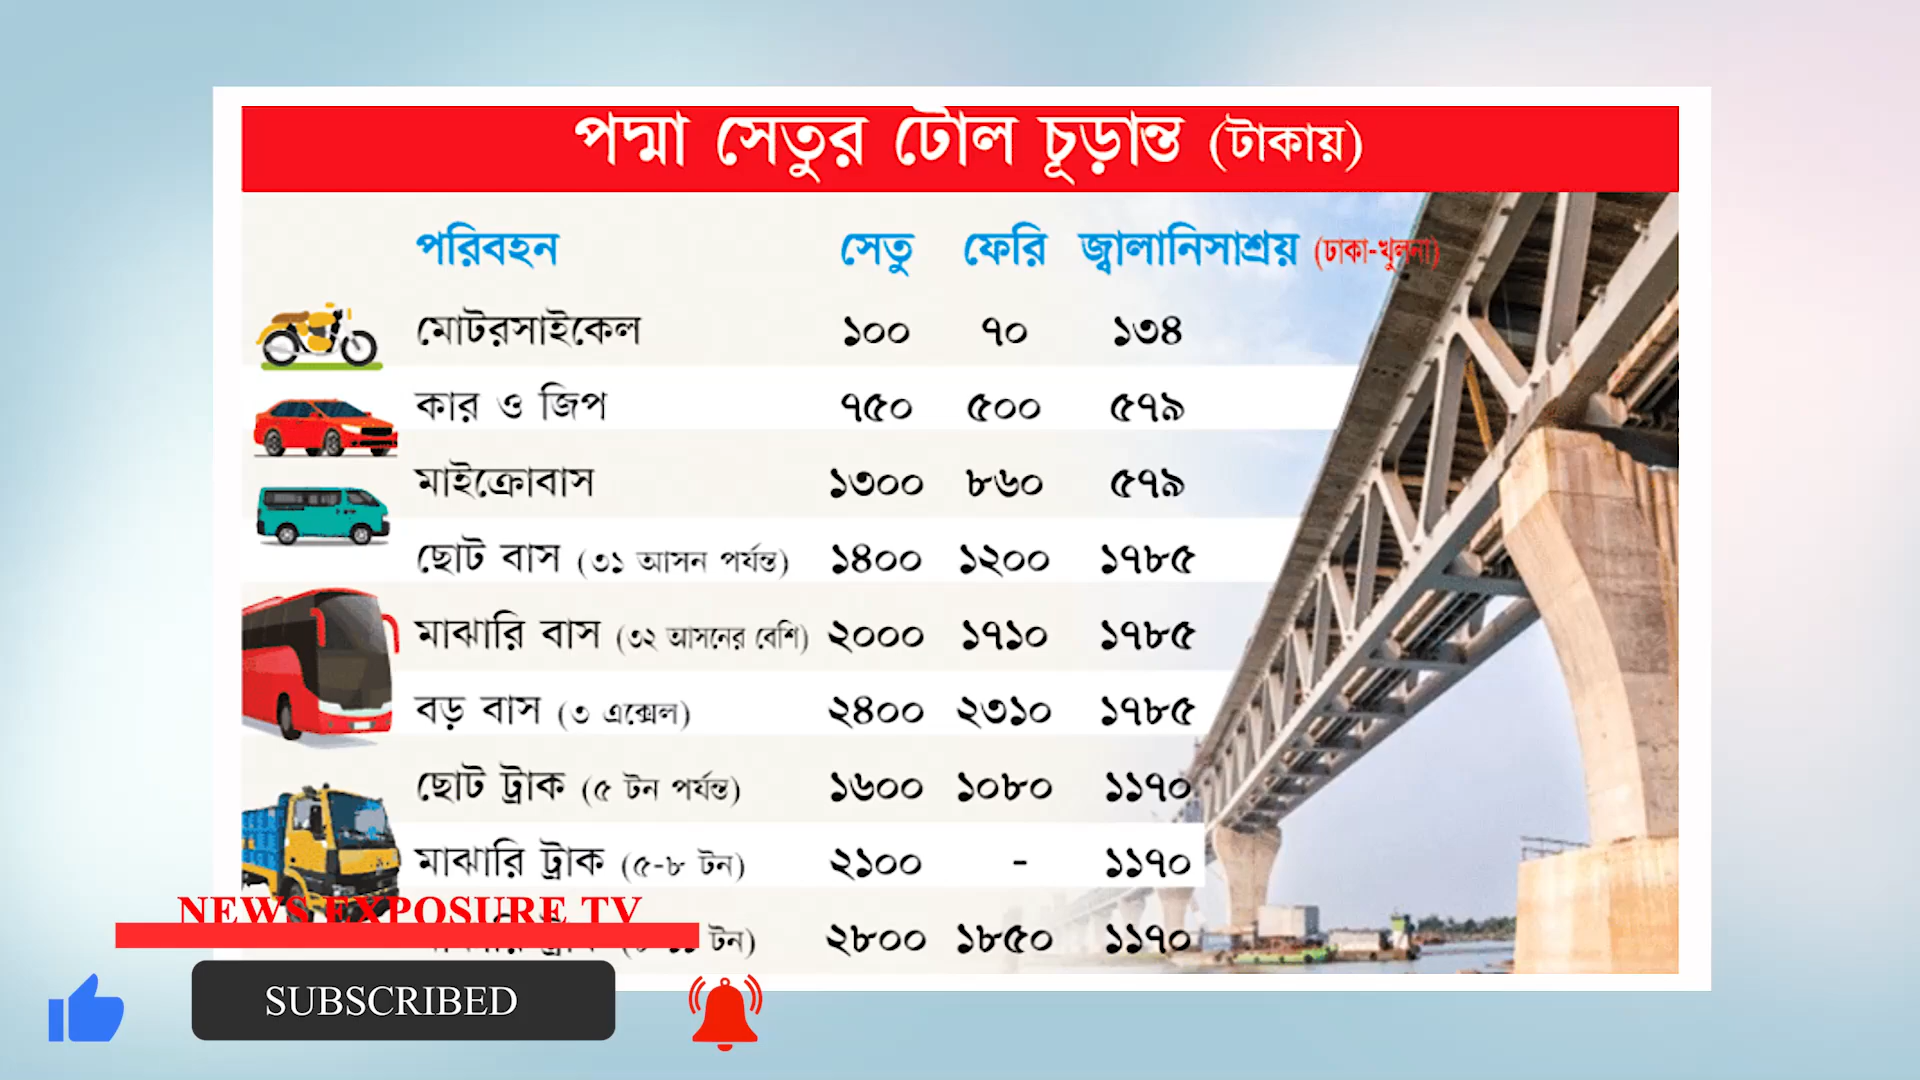 পদ্মা সেতুর টোল চূড়ান্ত (টাকায়)
পরিবহন সেতু ফেরি জ্বালানিসাশ্রয় (ঢাকা-খুলনা)
মোটরসাইকেল ১০০ ৭০ ১৩৪
কার ও জিপ ৭৫০ ৫০০ ৫৭৯
মাইক্রোবাস ১৩০০ ৮৬০ ৫৭৯
ছোট বাস (৩১ আসন পর্যন্ত) ১৪০০ ১২০০ ১৭৮৫
মাঝারি বাস (৩২ আসনের বেশি) ২০০০ ১৭১০ ১৭৮৫
বড় বাস (৩ এক্সেল) ২৪০০ ২৩১০ ১৭৮৫
ছোট ট্রাক (৫ টন পর্যন্ত) ১৬০০ ১০৮০ ১১৭০
মাঝারি ট্রাক (৫-৮ টন) ২১০০ - ১১৭০
টন) ২৮০০ ১৮৫০ ১১৭০
NEWS EXPOSURE TV
SUBSCRIBED